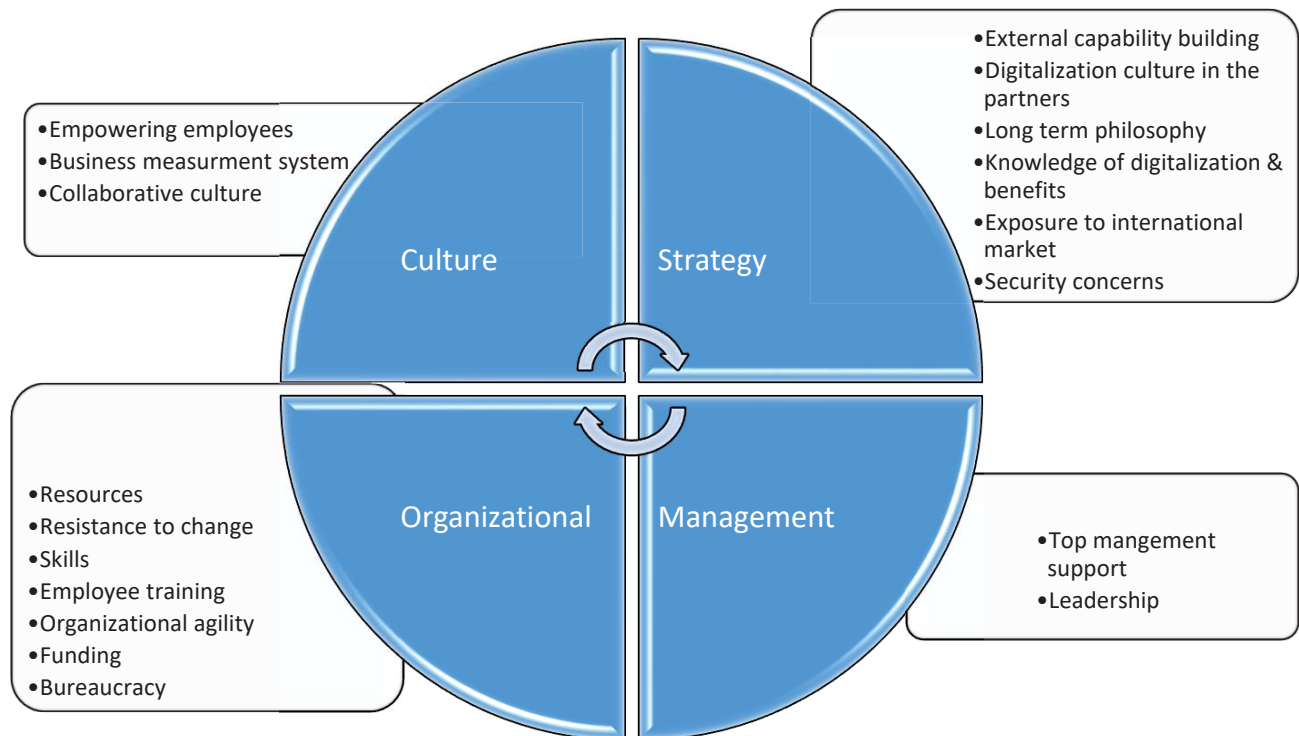 •Empowering employees
•Business measurment system
•Collaborative culture
Culture
Strategy
•External capability building
•Digitalization culture in the
partners
•Long term philosophy
•Knowledge of digitalization &
benefits
•Exposure to international
market
•Security concerns
•Resources
•Resistance to change
•Skills
•Employee training
•Organizational agility
•Funding
•Bureaucracy
Organizational
Management
•Top mangement
support
•Leadership